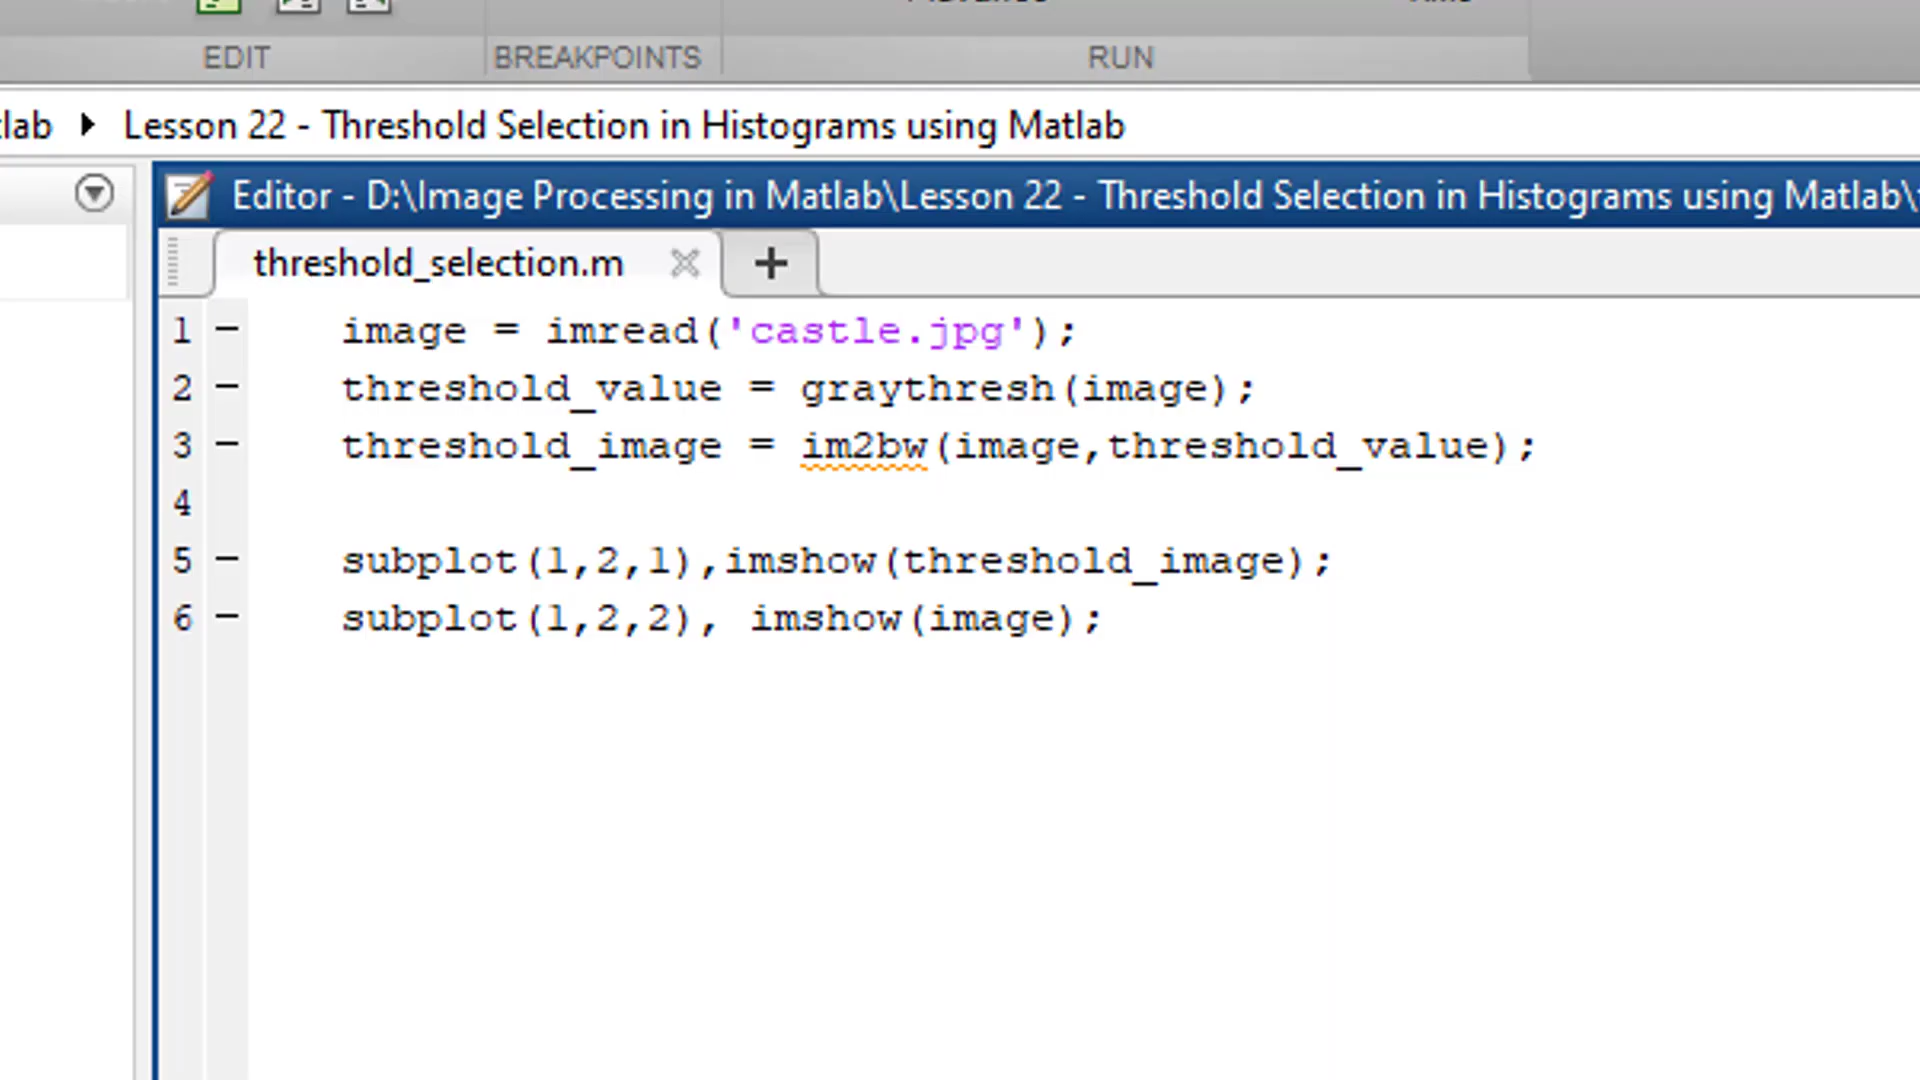 EDIT BREAKPOINTS RUN
tlab Lesson 22 - Threshold Selection in Histograms using Matlab
Editor - D:\Image Processing in Matlab\Lesson 22 - Threshold Selection in Histograms using Matlab\
threshold_selection.m
1 image = imread('castle.jpg');
2 threshold_value = graythresh(image);
3 threshold_image = im2bw(image,threshold_value);
4
5 subplot(1,2,1),imshow(threshold_image);
6 subplot(1,2,2), imshow(image);